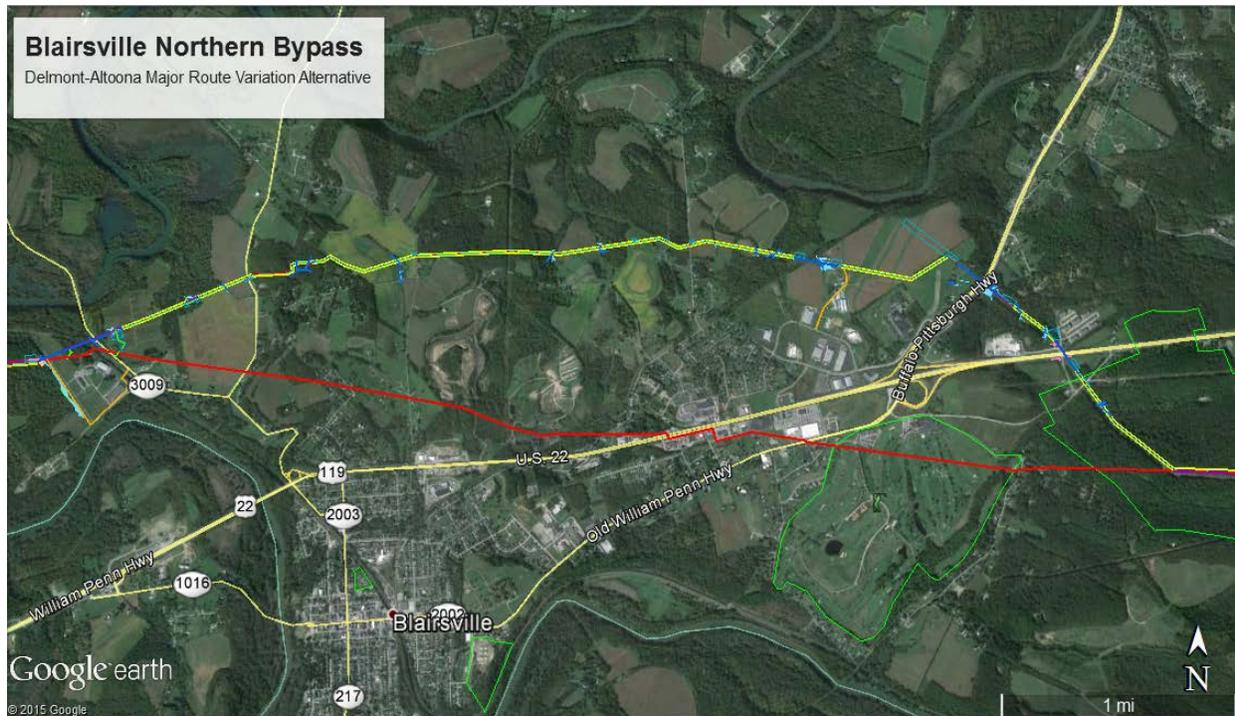 Blairsville Northern Bypass
Delmont-Altoona Major Route Variation Alternative
Buffalo-Pittsburgh Hwy
3009
U.S. 22
119
22
2003
Old William Penn Hwy
William Penn Hwy
1016
2002
Blairsville
217
Google earth
© 2015 Google
N
1 mi